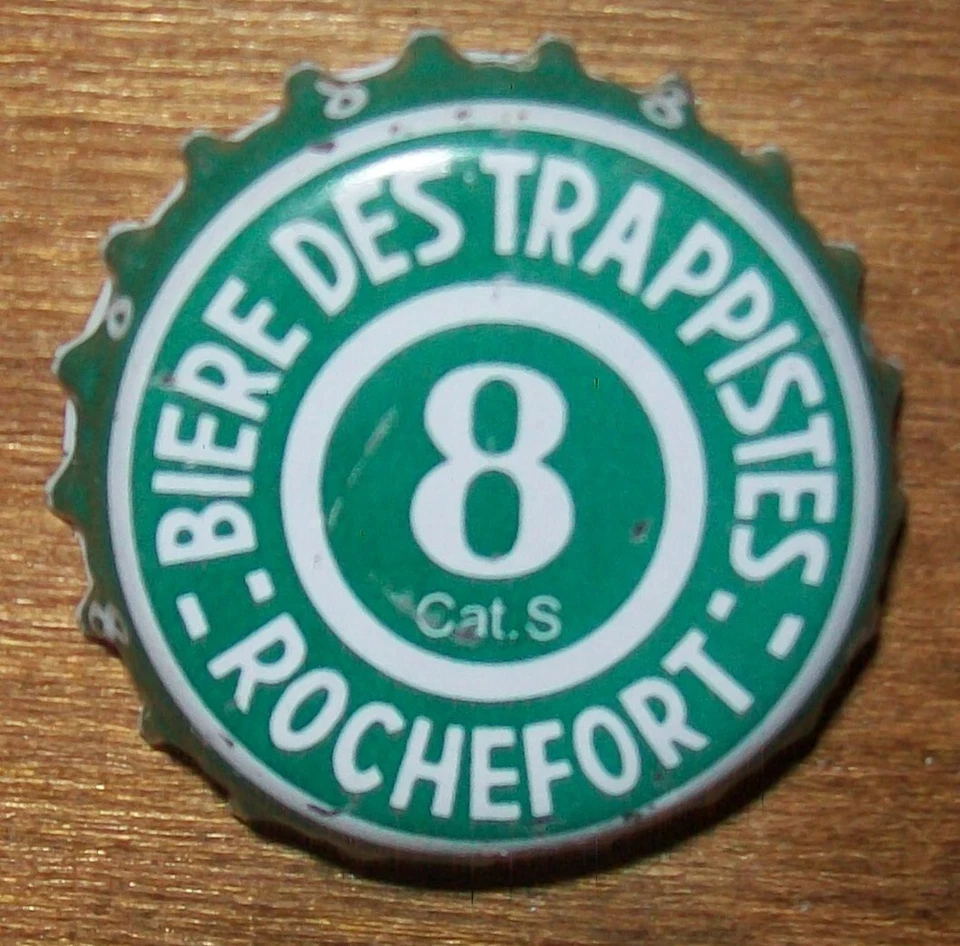 BIERE DES TRAPPISTES
- ROCHEFORT -
8
Cat. S